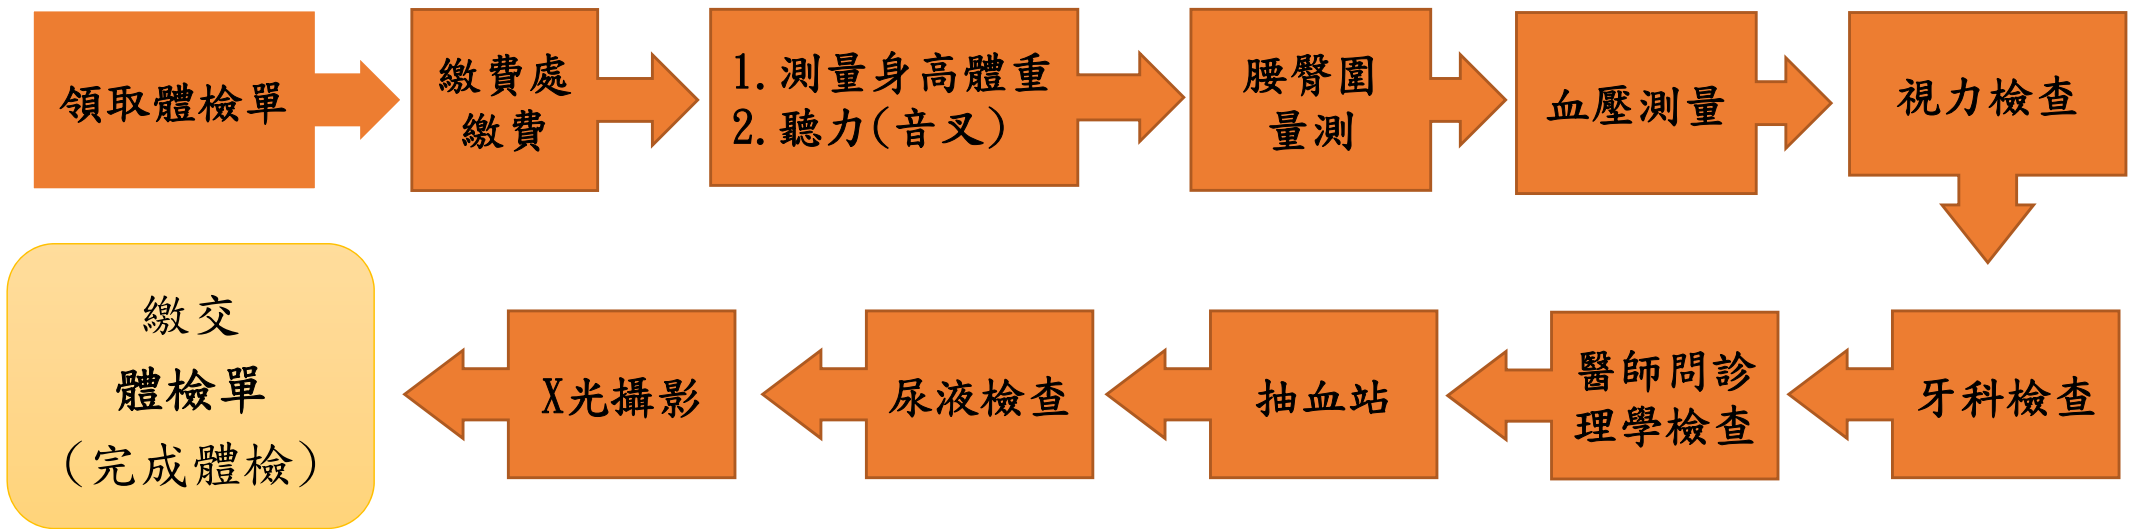 領取體檢單
繳費處
繳費
1.測量身高體重
2.聽力(音叉)
腰臀圍
量測
血壓測量
視力檢查
牙科檢查
醫師問診
理學檢查
抽血站
尿液檢查
X光攝影
繳交
體檢單
(完成體檢)